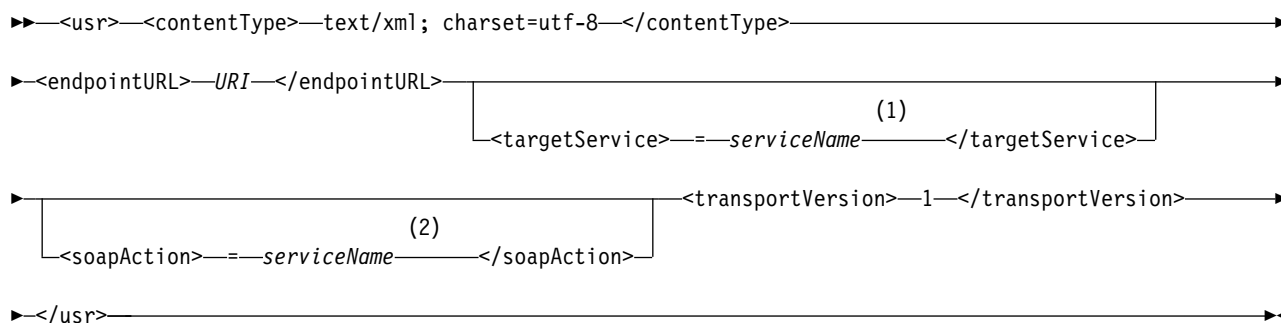 <usr> <contentType> text/xml; charset=utf-8 </contentType>
<endpointURL> URI </endpointURL>
(1)
<targetService> = serviceName </targetService>
<transportVersion> 1 </transportVersion>
(2)
<soapAction> = serviceName </soapAction>
</usr>